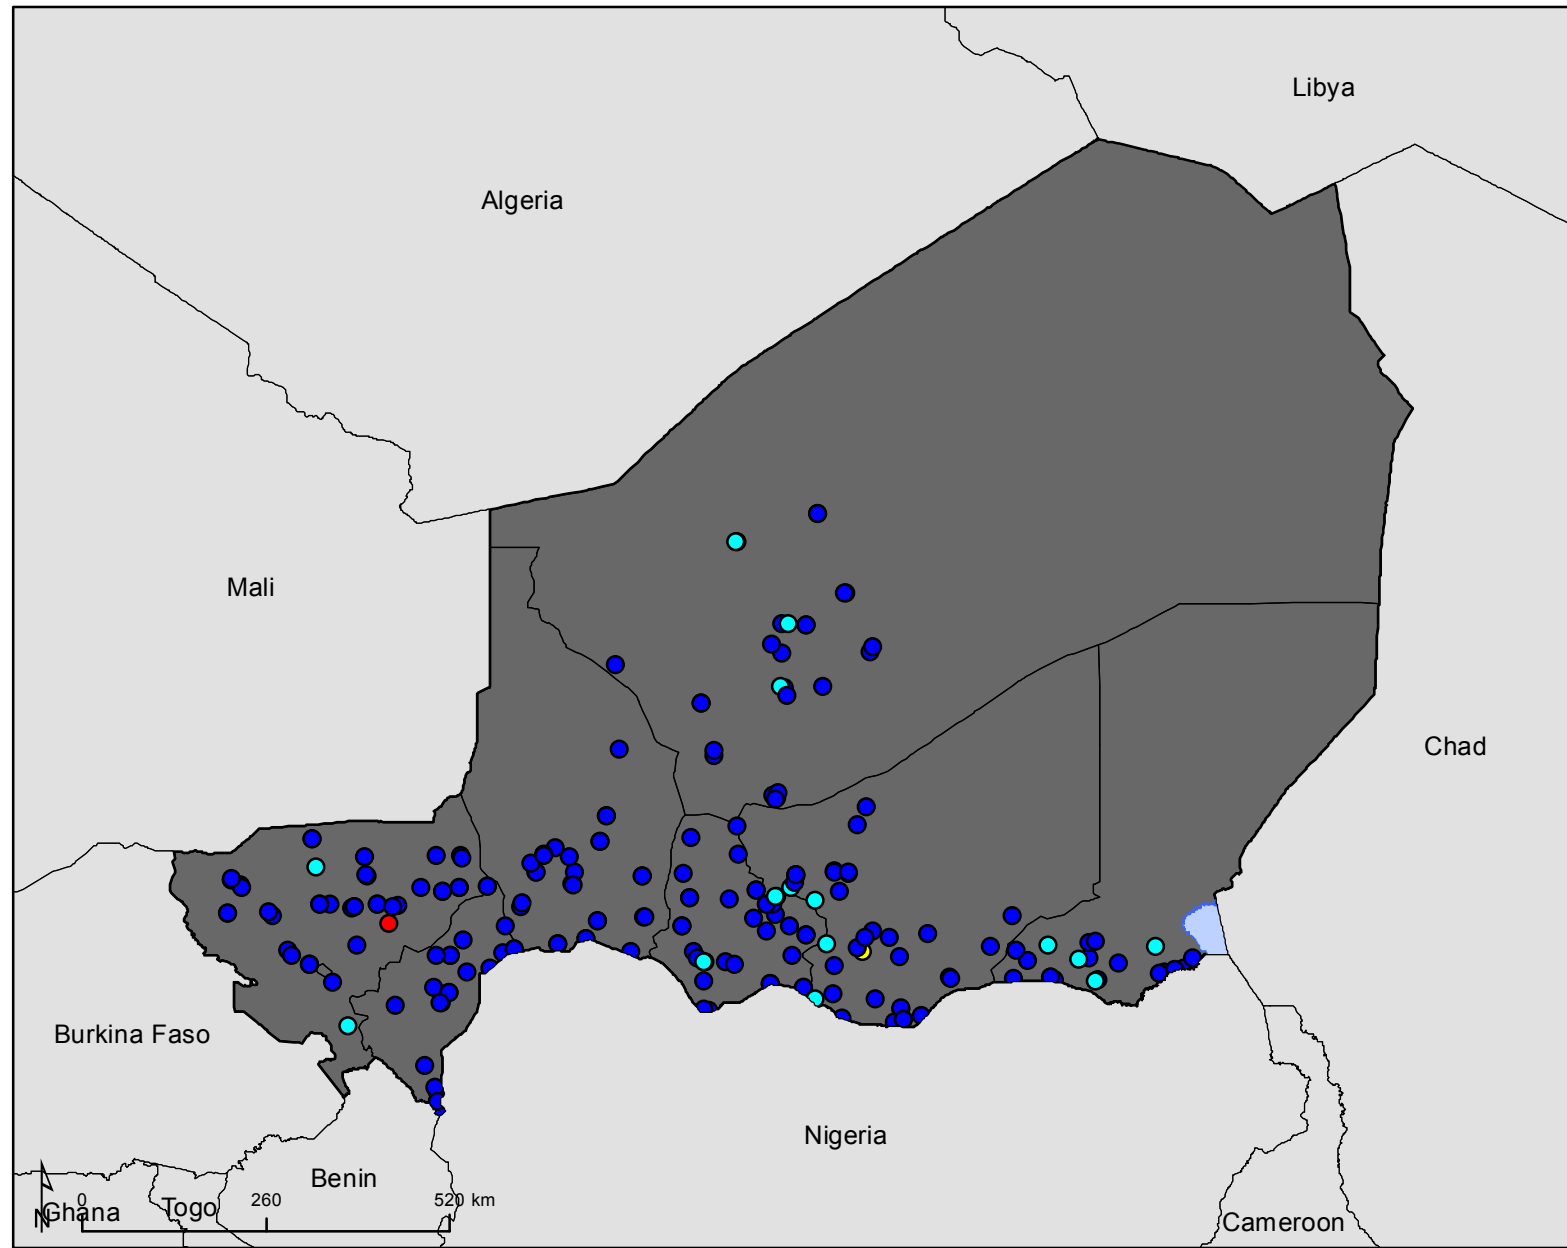 Libya
Algeria
Mali
Chad
Burkina Faso
Nigeria
Benin
0 260 520 km
N
Ghana
Togo
Cameroon